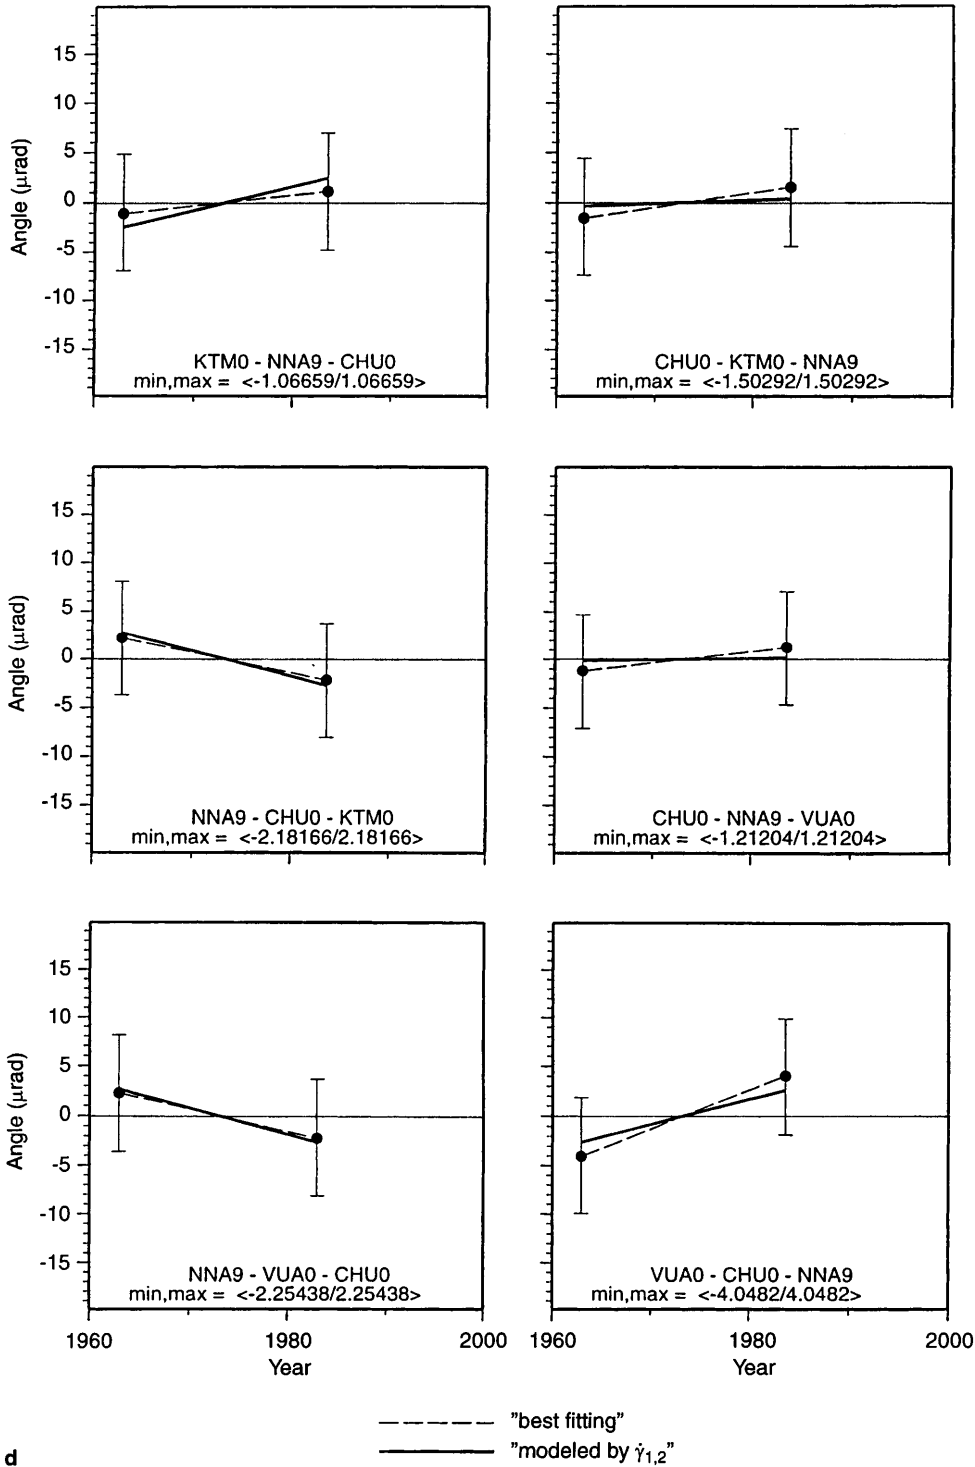 15
10
5
0
-5
-10
-15
Angle (μrad)
KTM0 - NNA9 - CHU0
min,max = <-1.06659/1.06659>
CHU0 - KTM0 - NNA9
min,max = <-1.50292/1.50292>
15
10
5
0
-5
-10
-15
Angle (μrad)
NNA9 - CHU0 - KTM0
min,max = <-2.18166/2.18166>
CHU0 - NNA9 - VUA0
min,max = <-1.21204/1.21204>
15
10
5
0
-5
-10
-15
Angle (μrad)
NNA9 - VUA0 - CHU0
min,max = <-2.25438/2.25438>
VUA0 - CHU0 - NNA9
min,max = <-4.0482/4.0482>
1960 1980 2000
Year
1960 1980 2000
Year
"best fitting"
"modeled by γ̇1,2"
d